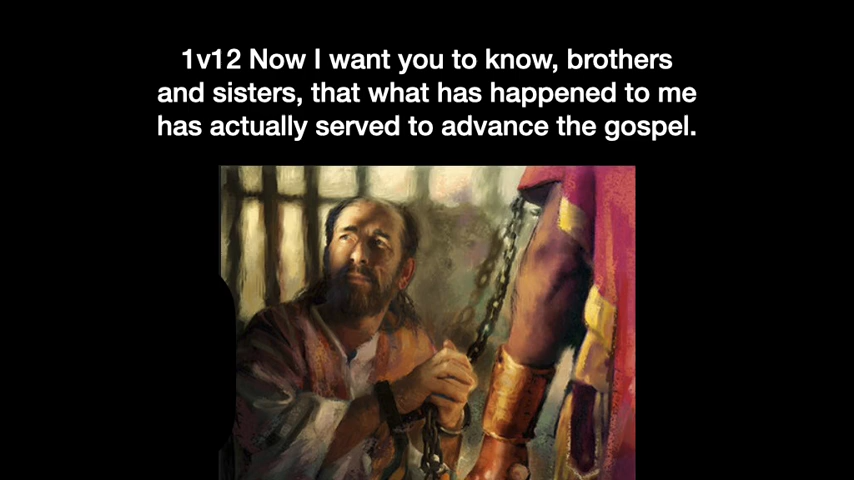 1v12 Now I want you to know, brothers
and sisters, that what has happened to me
has actually served to advance the gospel.